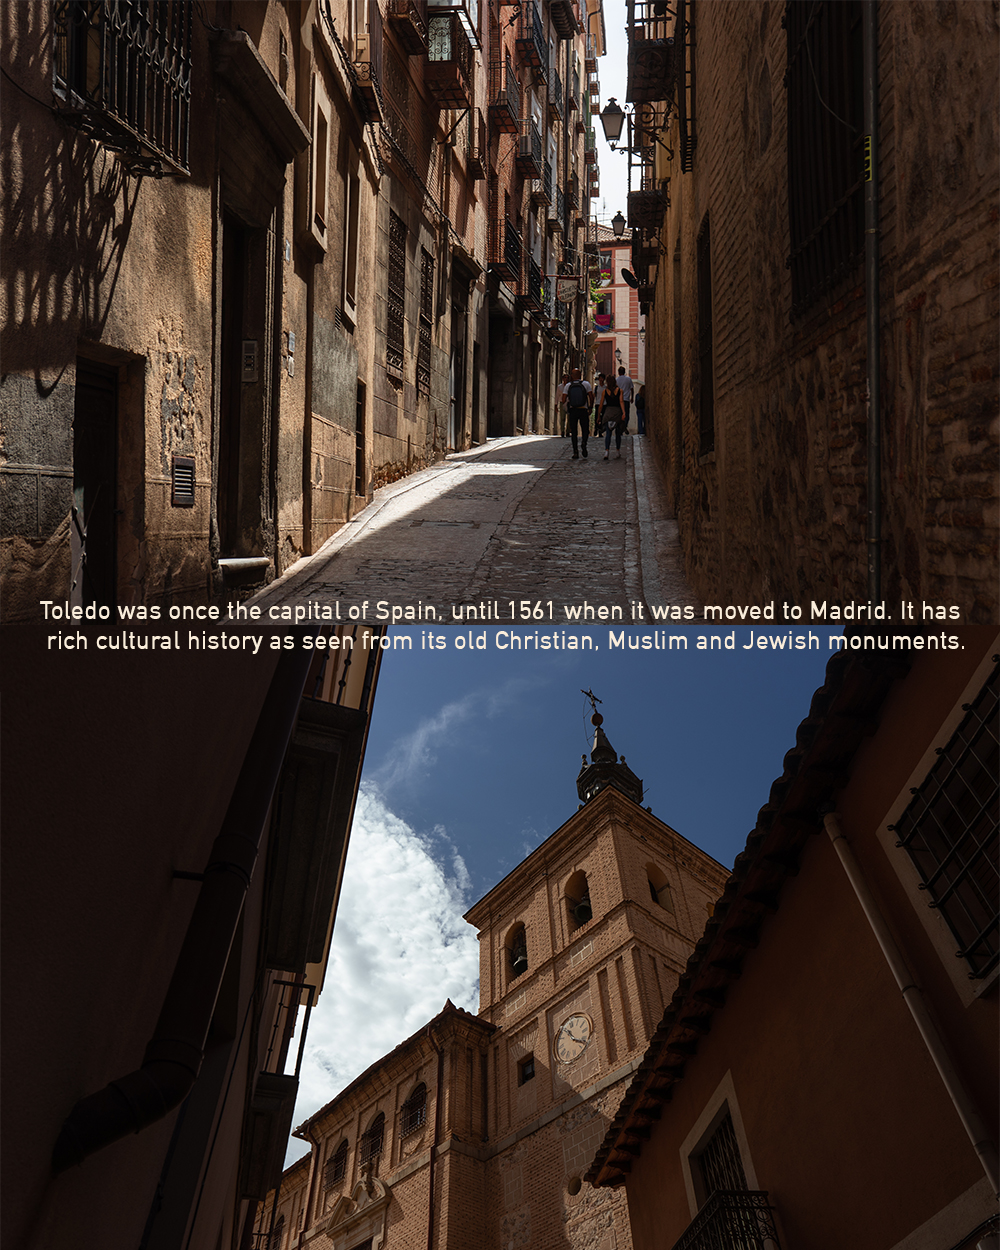 Toledo was once the capital of Spain, until 1561 when it was moved to Madrid. It has
rich cultural history as seen from its old Christian, Muslim and Jewish monuments.